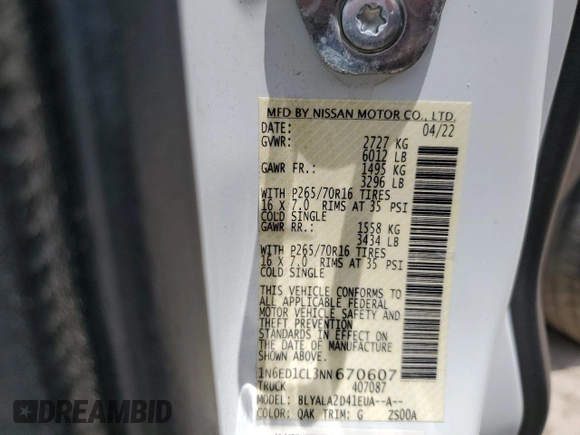 MFD BY NISSAN MOTOR CO., LTD.
DATE: 04/22
GVWR: 2727 KG
6012 LB
GAWR FR.: 1495 KG
3296 LB
WITH P265/70R16 TIRES
16 X 7.0 RIMS AT 35 PSI
COLD SINGLE
GAWR RR.: 1558 KG
3434 LB
WITH P265/70R16 TIRES
16 X 7.0 RIMS AT 35 PSI
COLD SINGLE
THIS VEHICLE CONFORMS TO
ALL APPLICABLE FEDERAL
MOTOR VEHICLE SAFETY AND
THEFT PREVENTION
STANDARDS IN EFFECT ON
THE DATE OF MANUFACTURE
SHOWN ABOVE.
1N6ED1CL3NN670607
TRUCK 407087
MODEL: BLYALA2D41EUA--A--
COLOR: QAK TRIM: G 2S00A
DREAMBID